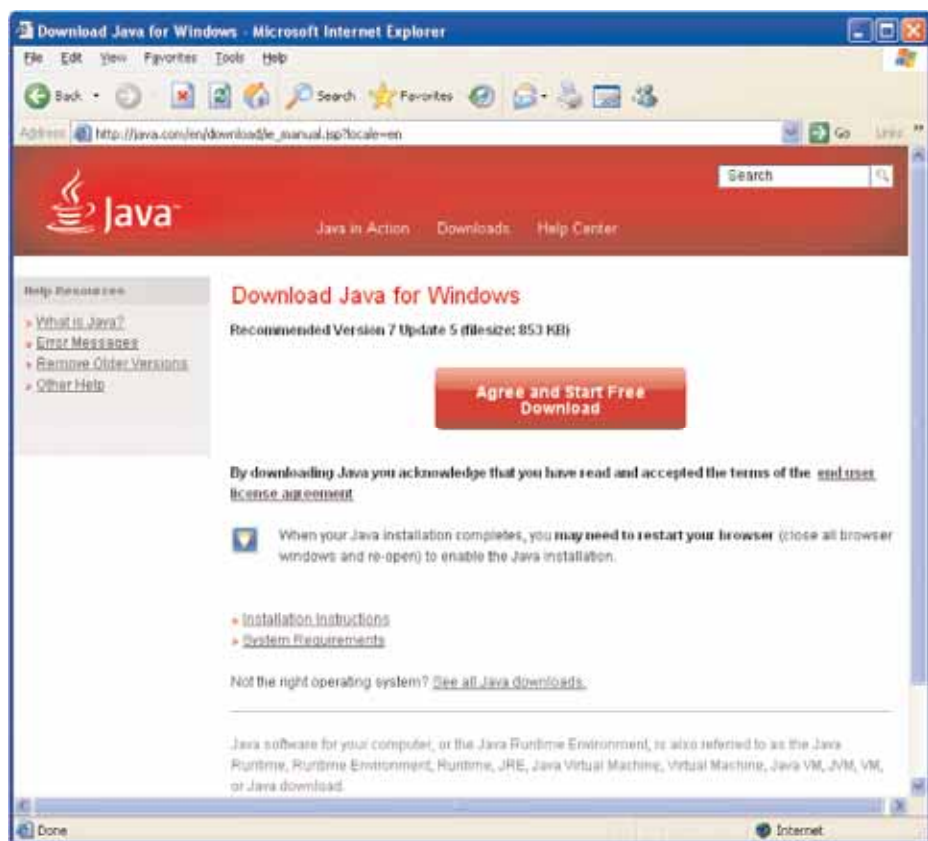 Download Java for Windows - Microsoft Internet Explorer
File Edit View Favorites Tools Help
Back Search Favorites
Address http://java.com/en/download/ie_manual.jsp?locale=en Go Links »
Search
Java™
Java in Action Downloads Help Center
Help Resources
» What is Java?
» Error Messages
» Remove Older Versions
» Other Help
Download Java for Windows
Recommended Version 7 Update 5 (filesize: 853 KB)
Agree and Start Free
Download
By downloading Java you acknowledge that you have read and accepted the terms of the end user
license agreement
When your Java installation completes, you may need to restart your browser (close all browser
windows and re-open) to enable the Java installation.
» Installation Instructions
» System Requirements
Not the right operating system? See all Java downloads.
Java software for your computer, or the Java Runtime Environment, is also referred to as the Java
Runtime, Runtime Environment, Runtime, JRE, Java Virtual Machine, Virtual Machine, Java VM, JVM, VM,
or Java download.
Done Internet